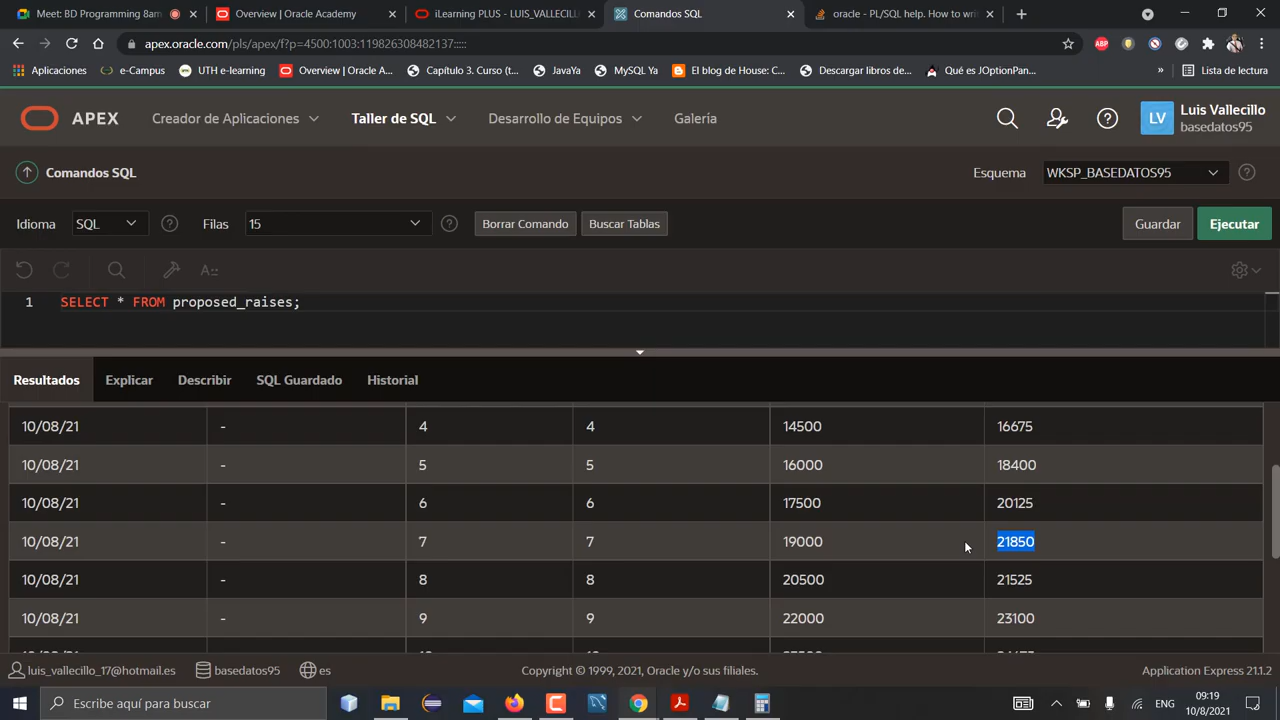 Meet: BD Programming 8am
Overview | Oracle Academy
iLearning PLUS - LUIS_VALLECILL
Comandos SQL
oracle - PL/SQL help. How to writ
apex.oracle.com/pls/apex/f?p=4500:1003:119826308482137:::::
ABP
Aplicaciones
e-Campus
UTH e-learning
Overview | Oracle A...
Capítulo 3. Curso (t...
JavaYa
MySQL Ya
El blog de House: C...
Descargar libros de...
Qué es JOptionPan...
»
Lista de lectura
APEX
Creador de Aplicaciones
Taller de SQL
Desarrollo de Equipos
Galería
LV
Luis Vallecillo
basedatos95
Comandos SQL
Esquema
WKSP_BASEDATOS95
Idioma
SQL
Filas
15
Borrar Comando
Buscar Tablas
Guardar
Ejecutar
1 SELECT * FROM proposed_raises;
Resultados
Explicar
Describir
SQL Guardado
Historial
10/08/21 - 4 4 14500 16675
10/08/21 - 5 5 16000 18400
10/08/21 - 6 6 17500 20125
10/08/21 - 7 7 19000 21850
10/08/21 - 8 8 20500 21525
10/08/21 - 9 9 22000 23100
luis_vallecillo_17@hotmail.es
basedatos95
es
Copyright © 1999, 2021, Oracle y/o sus filiales.
Application Express 21.1.2
Escribe aquí para buscar
ENG
09:19
10/8/2021